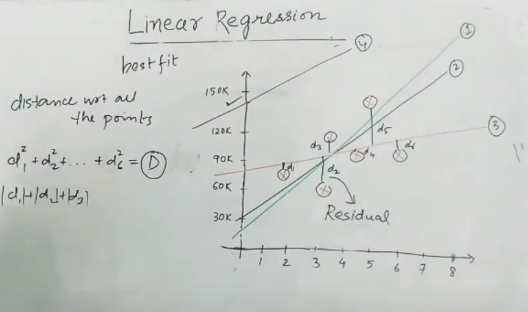 Linear Regression
best fit
distance wrt all
the points
d₁² + d₂² + ... + d₆² = D
|d₁|+|d₂|+|d₃|
150K
120K
90K
60K
30K
1 2 3 4 5 6 7 8
4
1
2
3
d₁
d₃
d₂
d₅
d₄
d₆
Residual